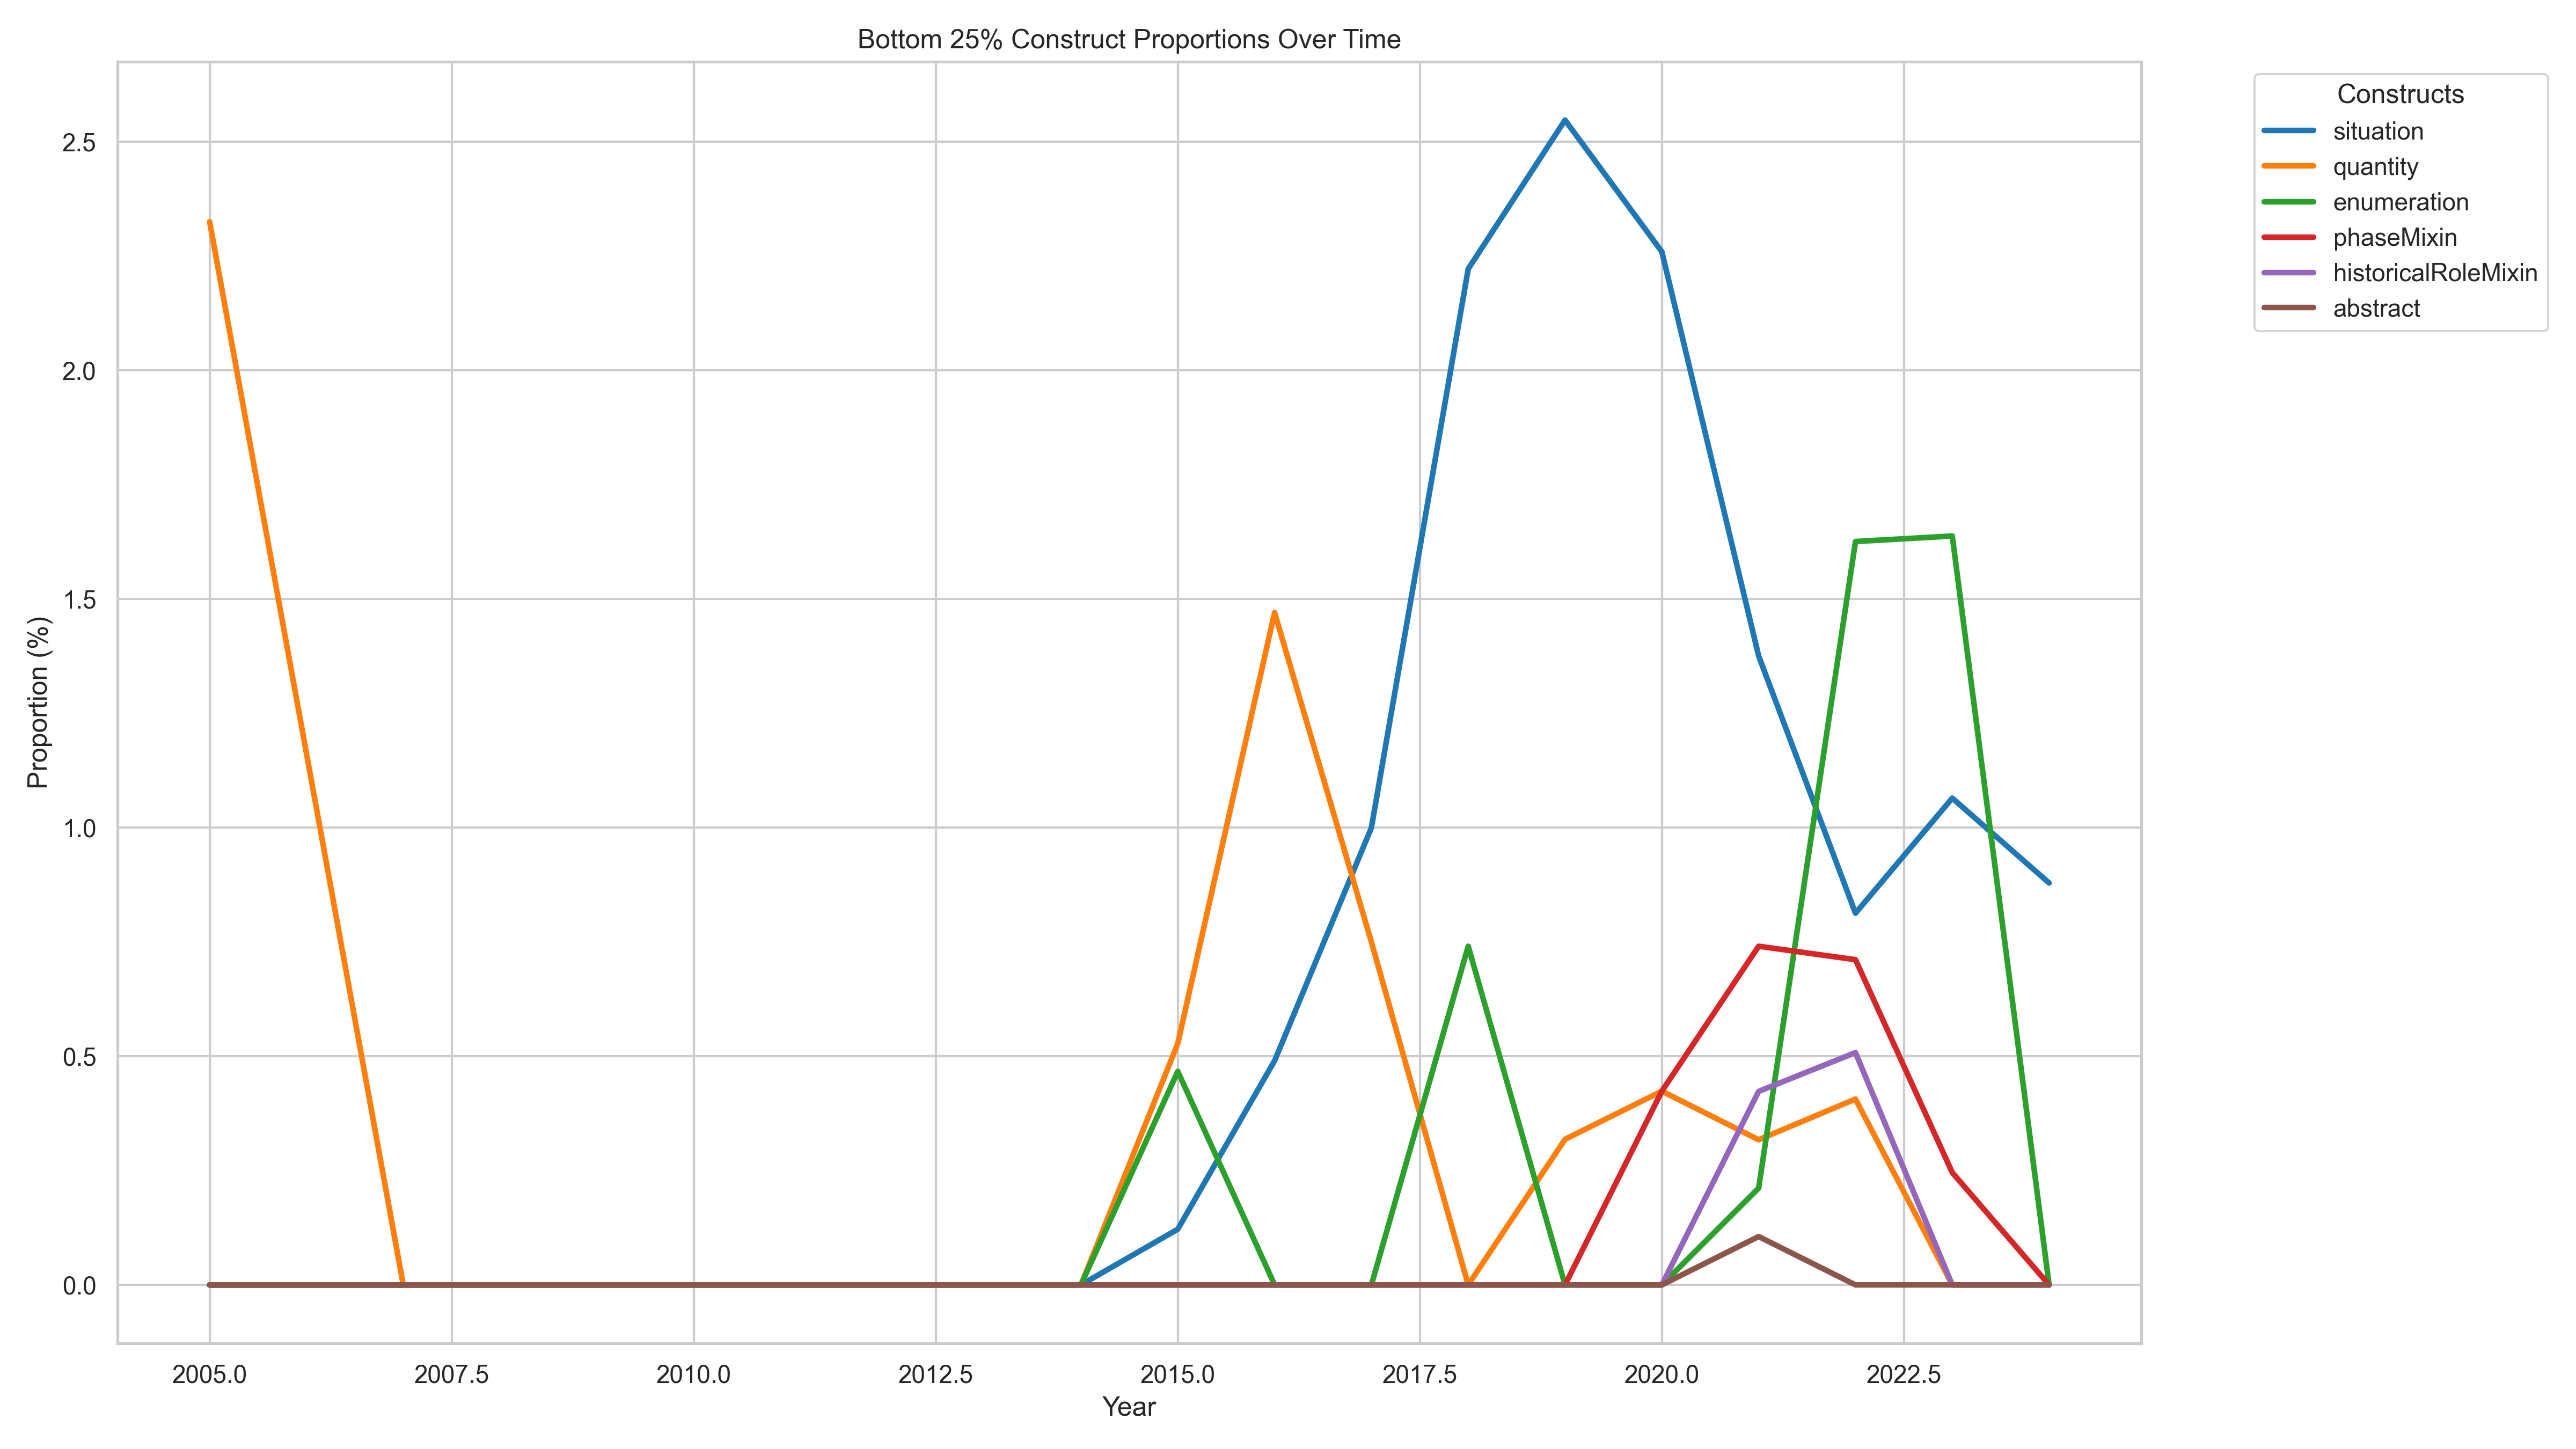 Bottom 25% Construct Proportions Over Time
Constructs
situation
quantity
enumeration
phaseMixin
historicalRoleMixin
abstract
Proportion (%)
2.5
2.0
1.5
1.0
0.5
0.0
2005.0 2007.5 2010.0 2012.5 2015.0 2017.5 2020.0 2022.5
Year